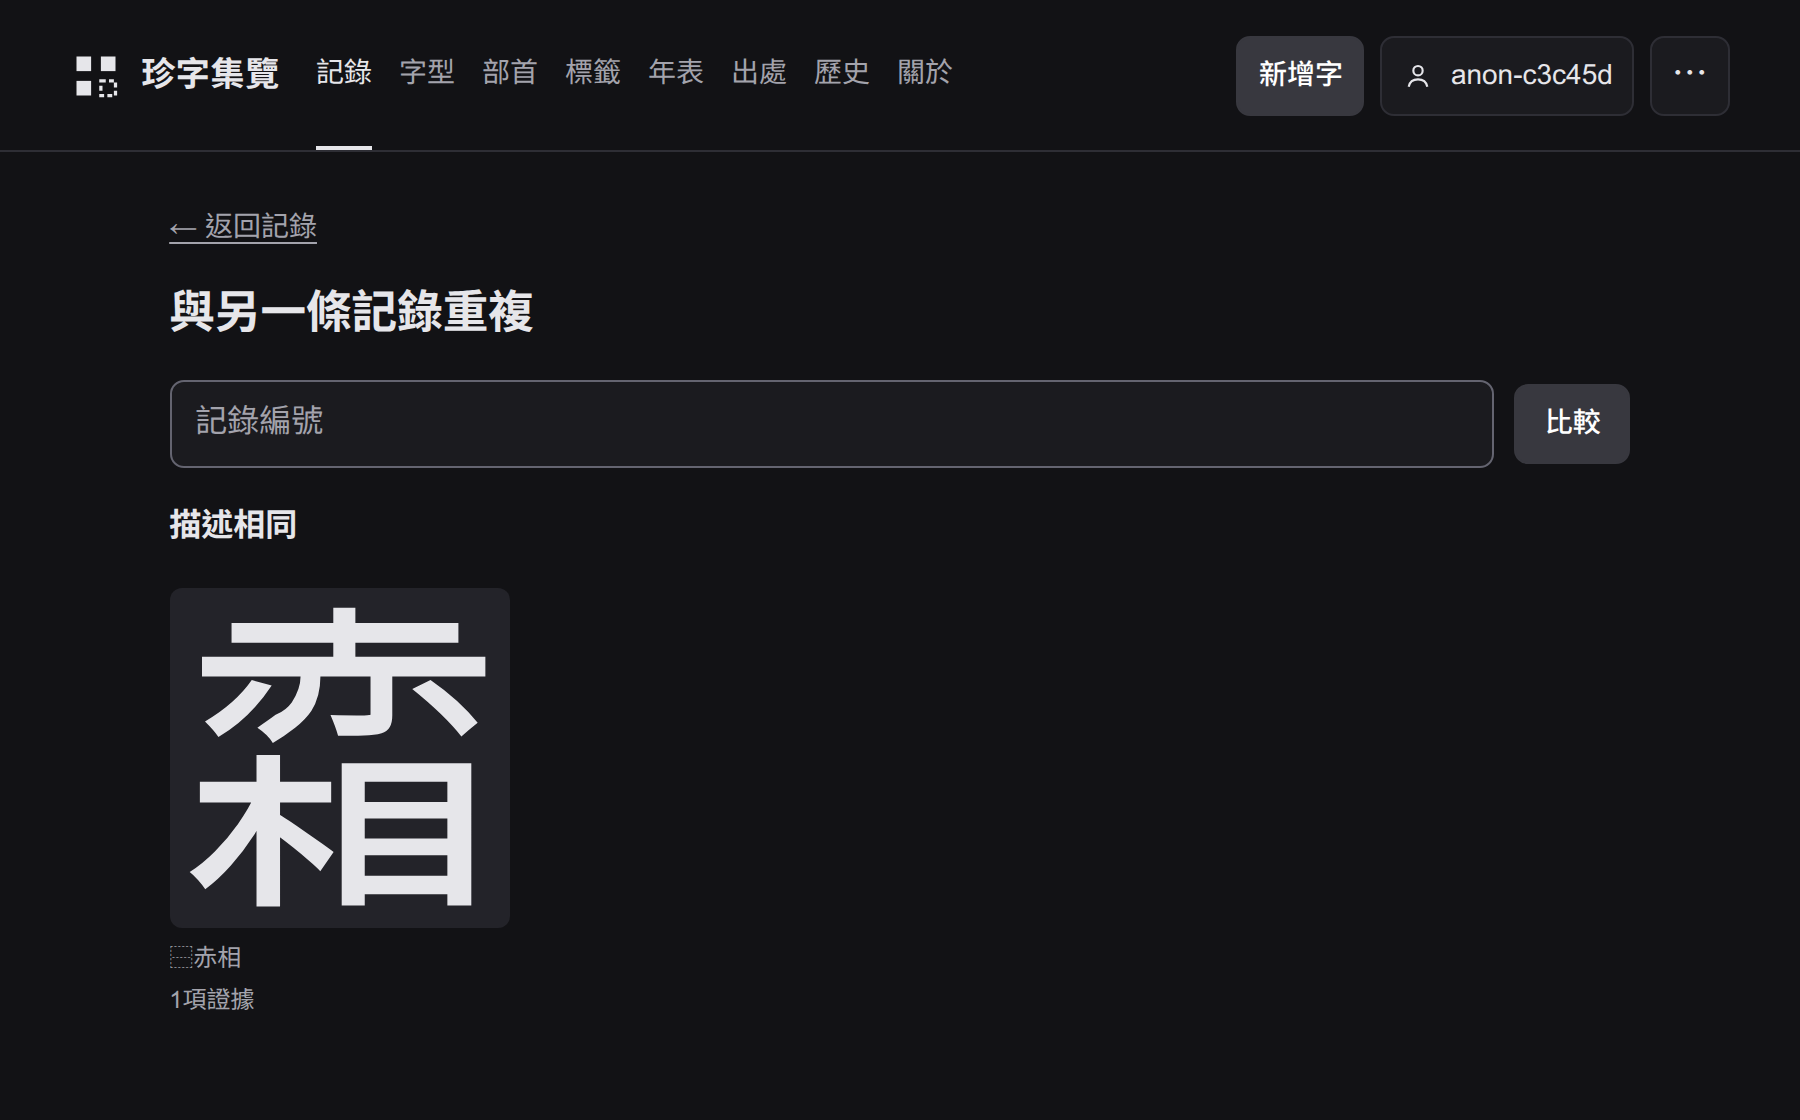 珍字集覽 記錄 字型 部首 標籤 年表 出處 歷史 關於 新增字 anon-c3c45d ⋯
← 返回記錄
與另一條記錄重複
記錄編號 比較
描述相同
⿱赤相
⿱赤相
1項證據